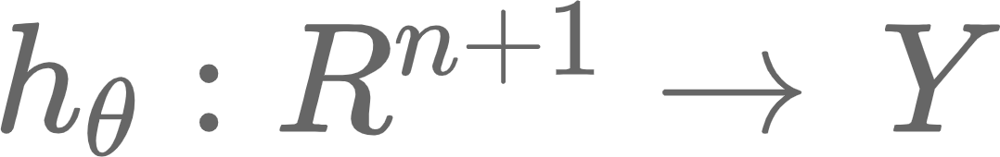 h_θ : R^{n+1} → Y